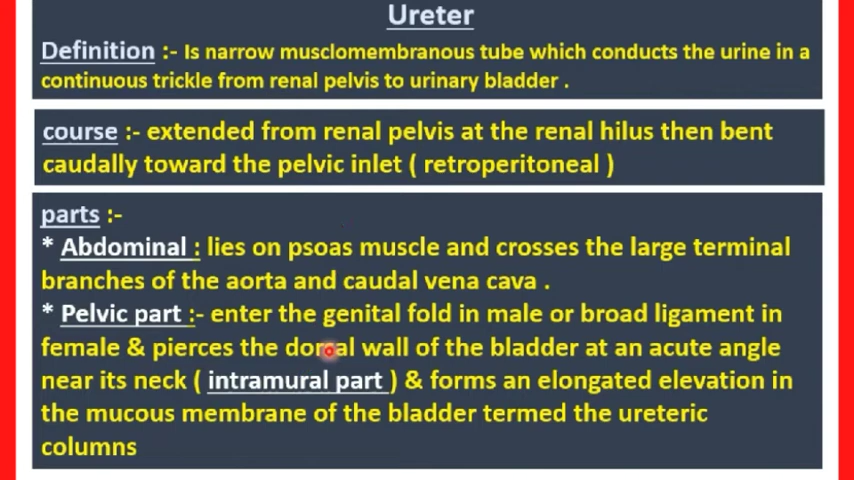 Ureter
Definition :- Is narrow musclomembranous tube which conducts the urine in a
continuous trickle from renal pelvis to urinary bladder .
course :- extended from renal pelvis at the renal hilus then bent
caudally toward the pelvic inlet ( retroperitoneal )
parts :-
* Abdominal : lies on psoas muscle and crosses the large terminal
branches of the aorta and caudal vena cava .
* Pelvic part :- enter the genital fold in male or broad ligament in
female & pierces the dorsal wall of the bladder at an acute angle
near its neck ( intramural part ) & forms an elongated elevation in
the mucous membrane of the bladder termed the ureteric
columns